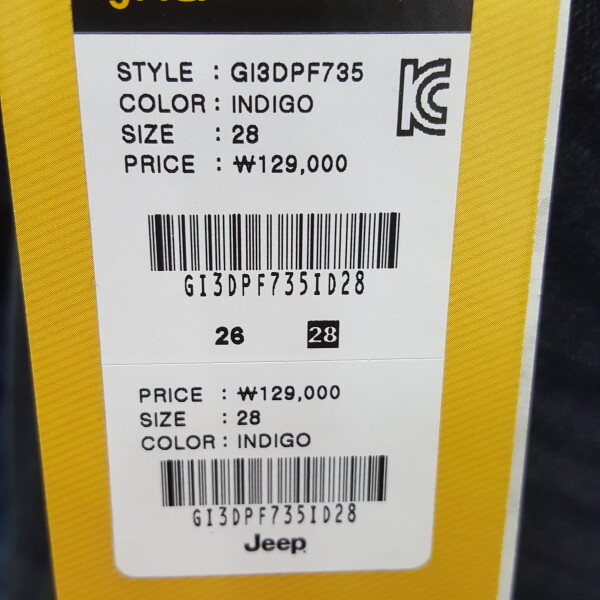 STYLE : GI3DPF735
COLOR : INDIGO
SIZE : 28
PRICE : ₩129,000
GI3DPF735ID28
26 28
PRICE : ₩129,000
SIZE : 28
COLOR : INDIGO
GI3DPF735ID28
Jeep